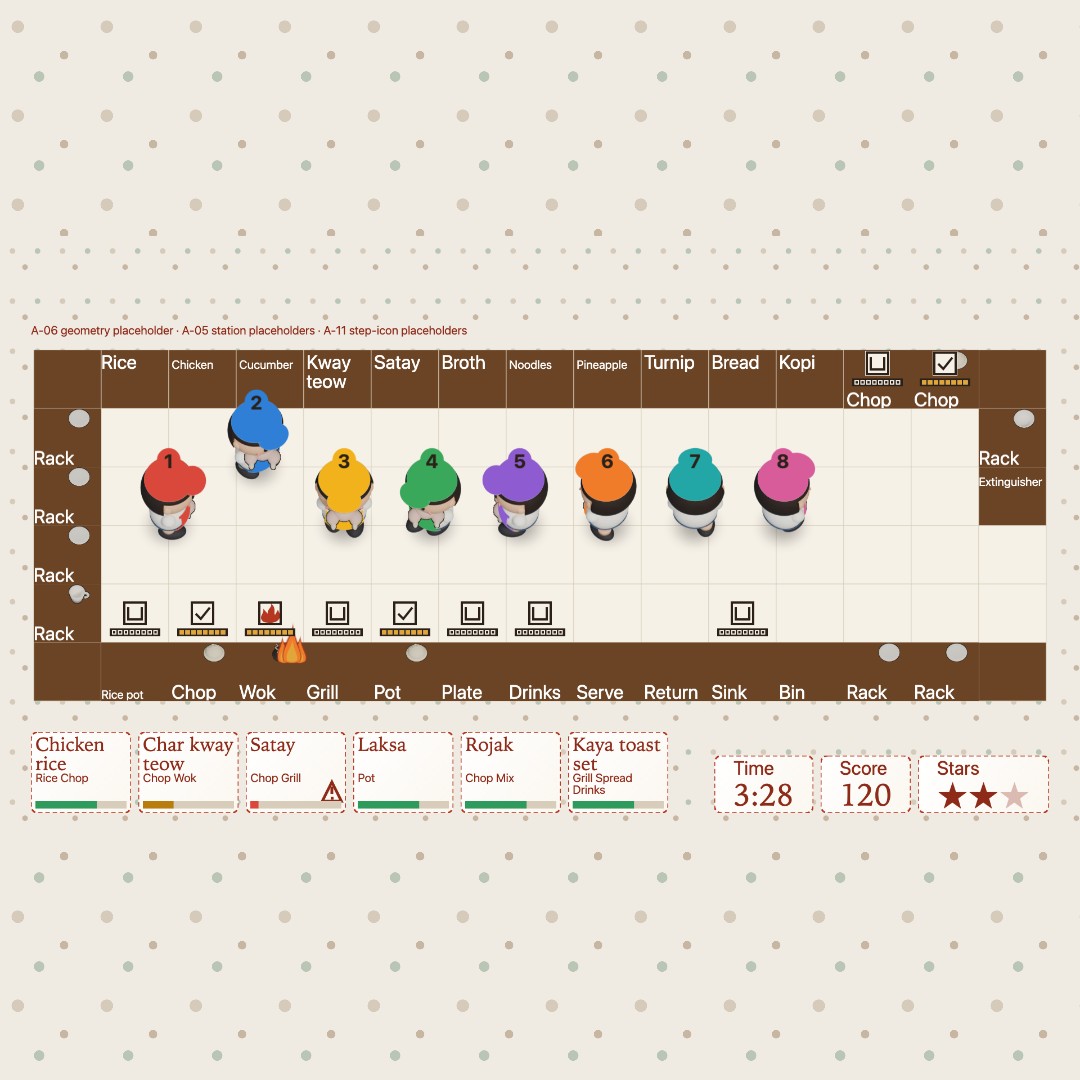 A-06 geometry placeholder · A-05 station placeholders · A-11 step-icon placeholders
Rice
Chicken
Cucumber
Kway
teow
Satay
Broth
Noodles
Pineapple
Turnip
Bread
Kopi
Chop
Chop
2
Rack
Rack
1
3
4
5
6
7
8
Extinguisher
Rack
Rack
Rack
Rice pot
Chop
Wok
Grill
Pot
Plate
Drinks
Serve
Return
Sink
Bin
Rack
Rack
Chicken
rice
Rice Chop
Char kway
teow
Chop Wok
Satay
Chop Grill
Laksa
Pot
Rojak
Chop Mix
Kaya toast
set
Grill Spread
Drinks
Time
3:28
Score
120
Stars